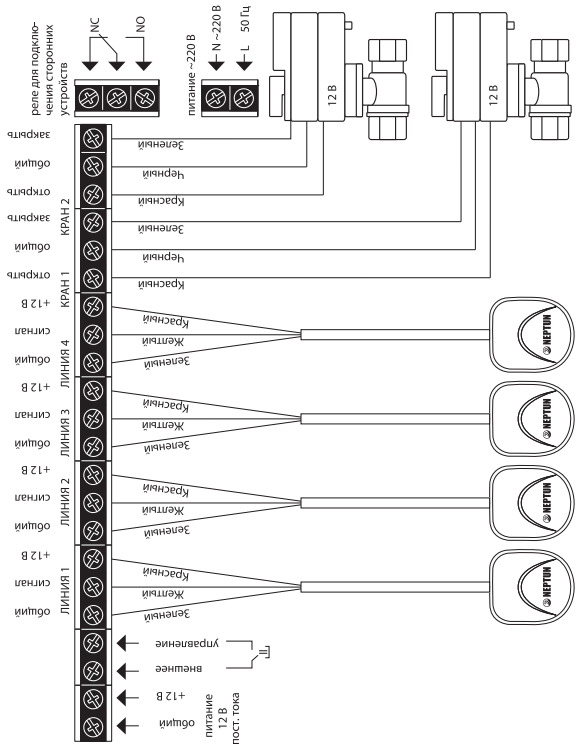 реле для подклю-
чения сторонних
устройств
NC
NO
питание ~220 В
N ~220 В
L
50 Гц
12 В
12 В
закрыть
Зеленый
общий
Черный
открыть
Красный
КРАН 2
закрыть
Зеленый
общий
Черный
открыть
Красный
КРАН 1
+12 В
Красный
сигнал
Желтый
общий
Зеленый
ЛИНИЯ 4
NEPTUN
+12 В
Красный
сигнал
Желтый
общий
Зеленый
ЛИНИЯ 3
NEPTUN
+12 В
Красный
сигнал
Желтый
общий
Зеленый
ЛИНИЯ 2
NEPTUN
+12 В
Красный
сигнал
Желтый
общий
Зеленый
ЛИНИЯ 1
NEPTUN
управление
внешнее
+12 В
общий
питание
12 В
пост. тока